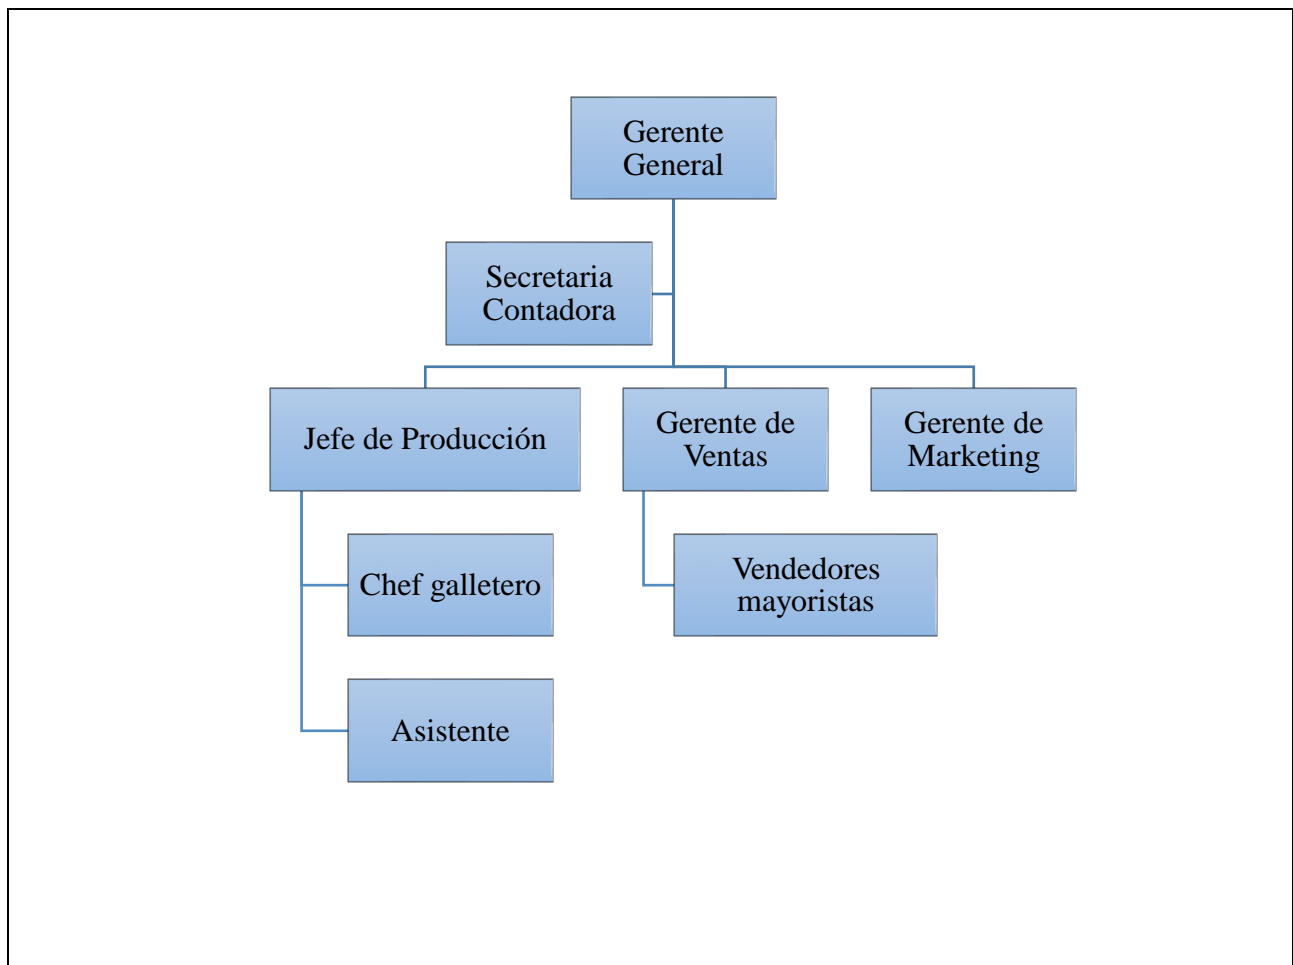 Gerente
General
Secretaria
Contadora
Jefe de Producción
Gerente de
Ventas
Gerente de
Marketing
Chef galletero
Vendedores
mayoristas
Asistente